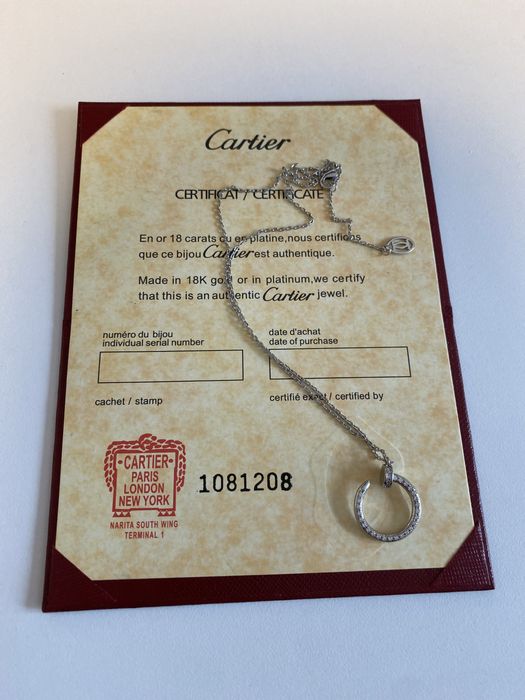 Cartier
CERTIFICAT / CERTIFICATE
En or 18 carats ou en platine,nous certifions
que ce bijou Cartier est authentique.
Made in 18K gold or in platinum,we certify
that this is an authentic Cartier jewel.
numéro du bijou
individual serial number
date d'achat
date of purchase
cachet / stamp
certifié exact / certified by
CARTIER
PARIS
LONDON
NEW YORK
NARITA SOUTH WING
TERMINAL 1
1081208